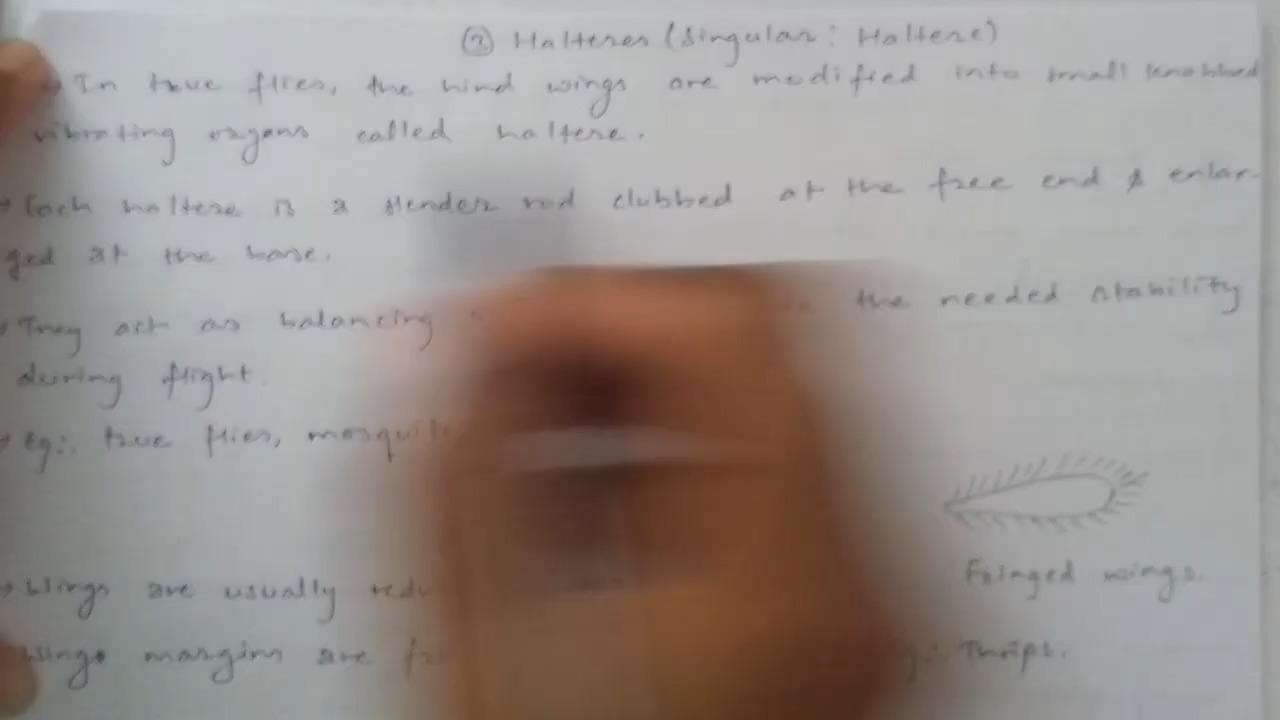 ③ Halteres (Singular: Haltere)
→ In true flies, the hind wings are modified into small knobbed
vibrating organs called haltere.
→ Each haltere is a slender rod clubbed at the free end & enlar-
ged at the base.
→ They act as balancing the needed stability
during flight.
→ Eg:. true flies,
→ Wings are usually
Fringed wings.
Wings margins are
Thrips.